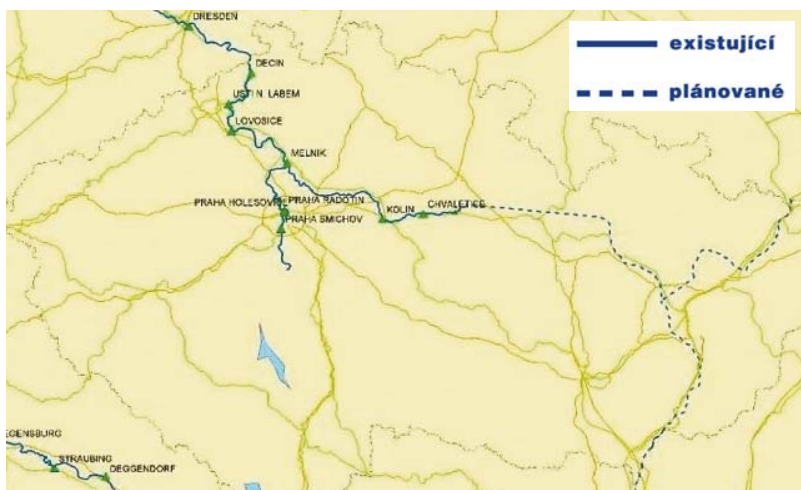 DRESDEN
existující
DECIN
plánované
USTI N. LABEM
LOVOSICE
MELNIK
PRAHA HOLESOVICE
PRAHA RADOTIN
KOLIN
CHVALETICE
PRAHA SMICHOV
EGENSBURG
STRAUBING
DEGGENDORF